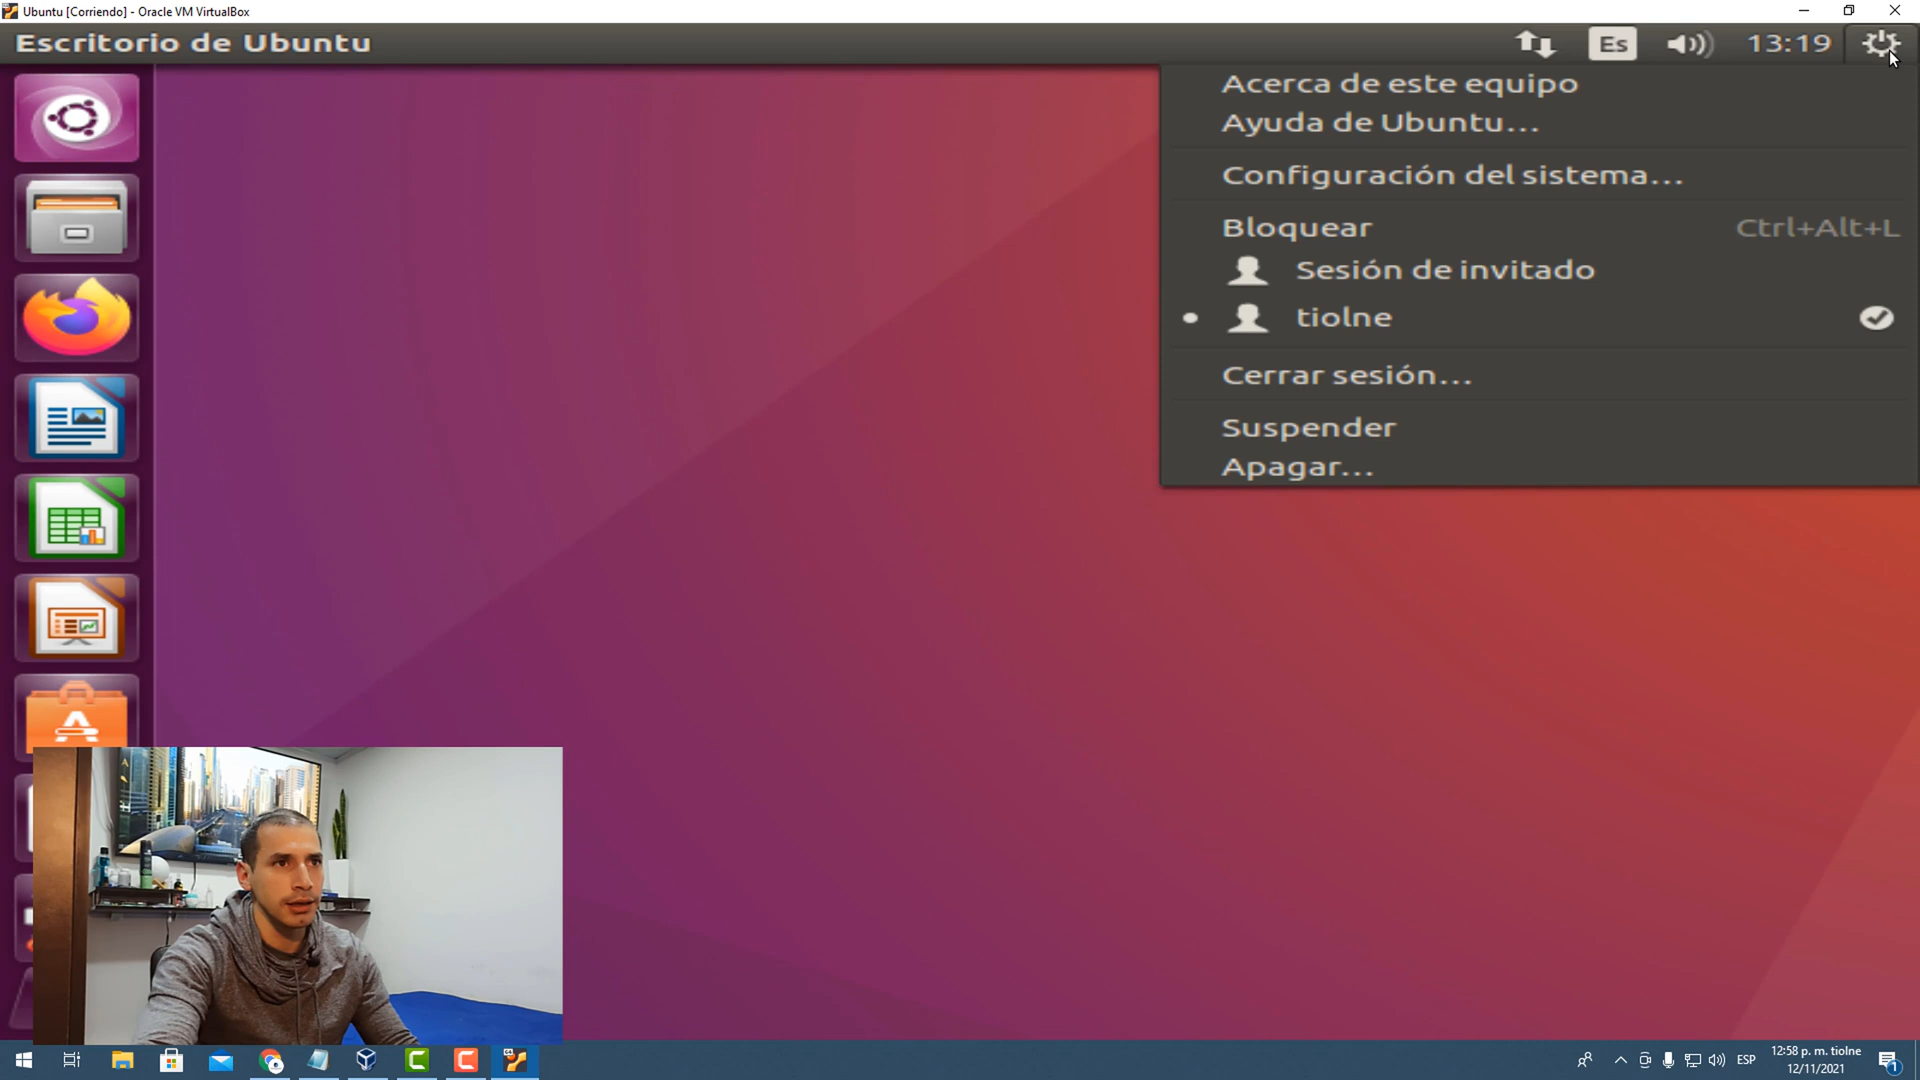 Ubuntu [Corriendo] - Oracle VM VirtualBox
Escritorio de Ubuntu
Es
13:19
Acerca de este equipo
Ayuda de Ubuntu...
Configuración del sistema...
Bloquear Ctrl+Alt+L
Sesión de invitado
tiolne
Cerrar sesión...
Suspender
Apagar...
ESP
12:58 p. m. tiolne
12/11/2021
1